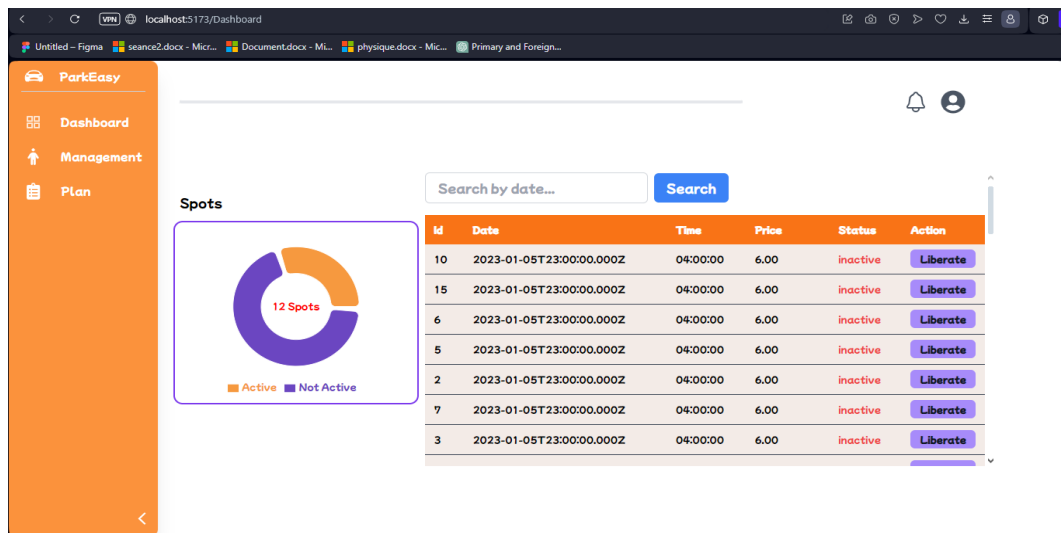 VPN localhost:5173/Dashboard
Untitled – Figma seance2.docx - Micr... Document.docx - Mi... physique.docx - Mic... Primary and Foreign...
ParkEasy
Dashboard
Management
Plan
Search by date... Search
Spots
12 Spots
Active Not Active
Id Date Time Price Status Action
10 2023-01-05T23:00:00.000Z 04:00:00 6.00 inactive Liberate
15 2023-01-05T23:00:00.000Z 04:00:00 6.00 inactive Liberate
6 2023-01-05T23:00:00.000Z 04:00:00 6.00 inactive Liberate
5 2023-01-05T23:00:00.000Z 04:00:00 6.00 inactive Liberate
2 2023-01-05T23:00:00.000Z 04:00:00 6.00 inactive Liberate
7 2023-01-05T23:00:00.000Z 04:00:00 6.00 inactive Liberate
3 2023-01-05T23:00:00.000Z 04:00:00 6.00 inactive Liberate